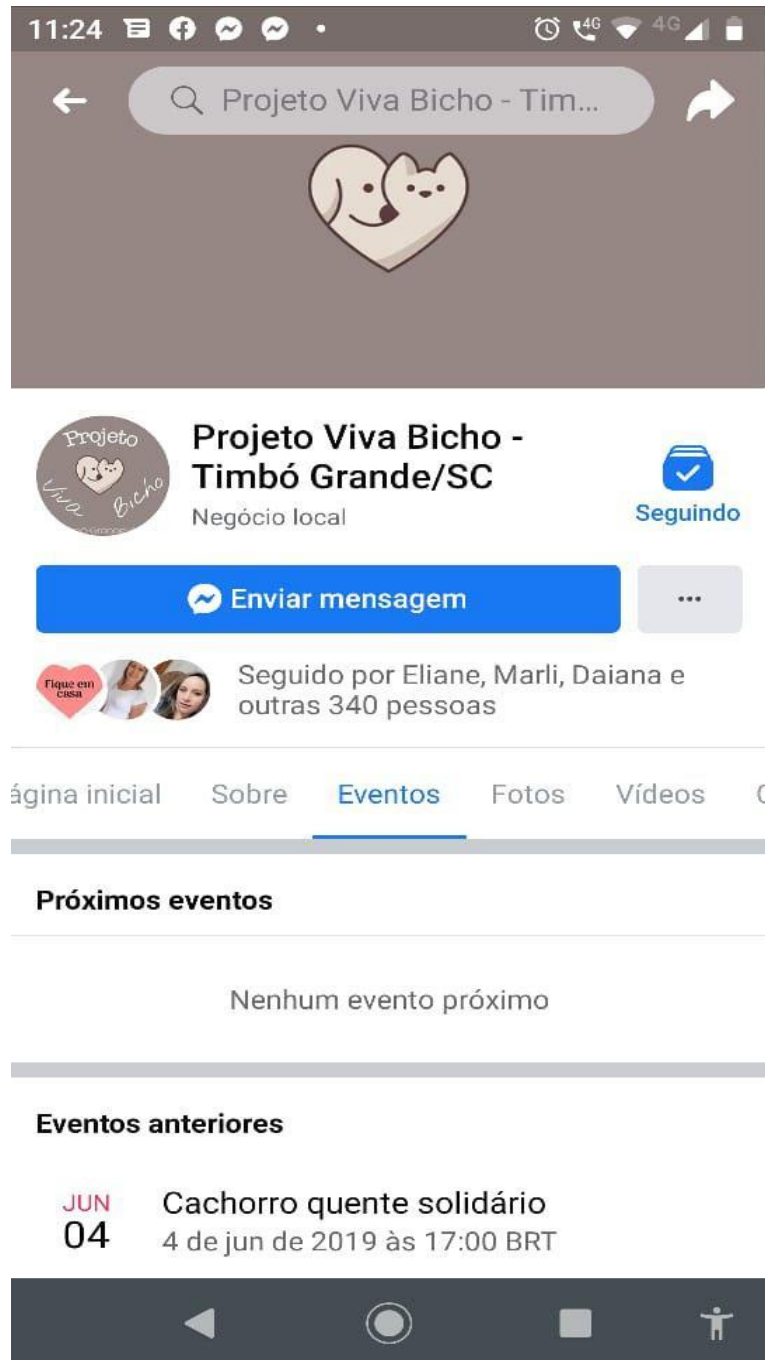 11:24
4G
4G
Projeto Viva Bicho - Tim...
Projeto
Viva Bicho
Projeto Viva Bicho -
Timbó Grande/SC
Negócio local
Seguindo
Enviar mensagem
...
Fique em
casa
Seguido por Eliane, Marli, Daiana e
outras 340 pessoas
ágina inicial Sobre Eventos Fotos Vídeos
Próximos eventos
Nenhum evento próximo
Eventos anteriores
JUN
04
Cachorro quente solidário
4 de jun de 2019 às 17:00 BRT